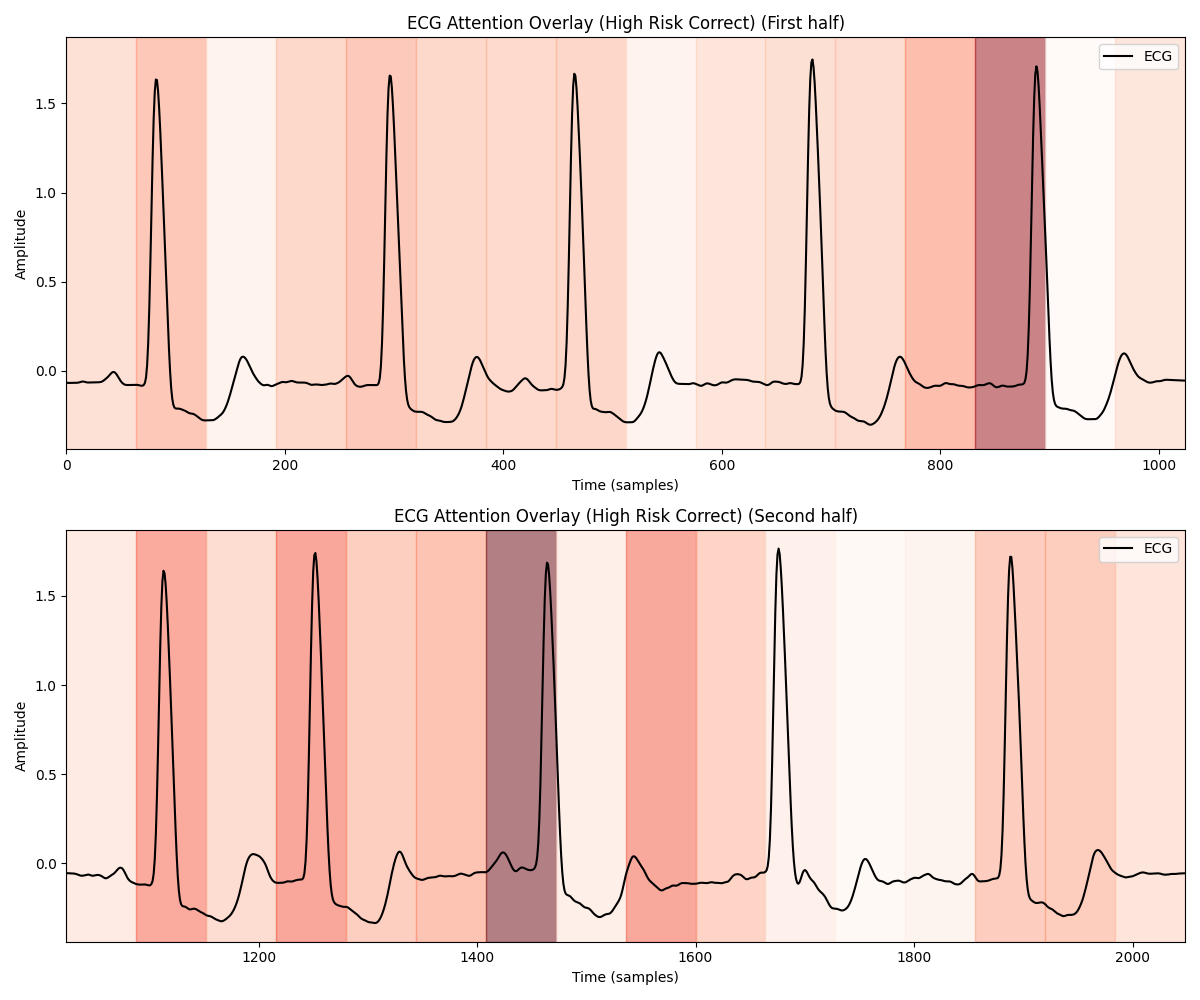 ECG Attention Overlay (High Risk Correct) (First half)
ECG
Amplitude
1.5
1.0
0.5
0.0
0 200 400 600 800 1000
Time (samples)
ECG Attention Overlay (High Risk Correct) (Second half)
ECG
Amplitude
1.5
1.0
0.5
0.0
1200 1400 1600 1800 2000
Time (samples)